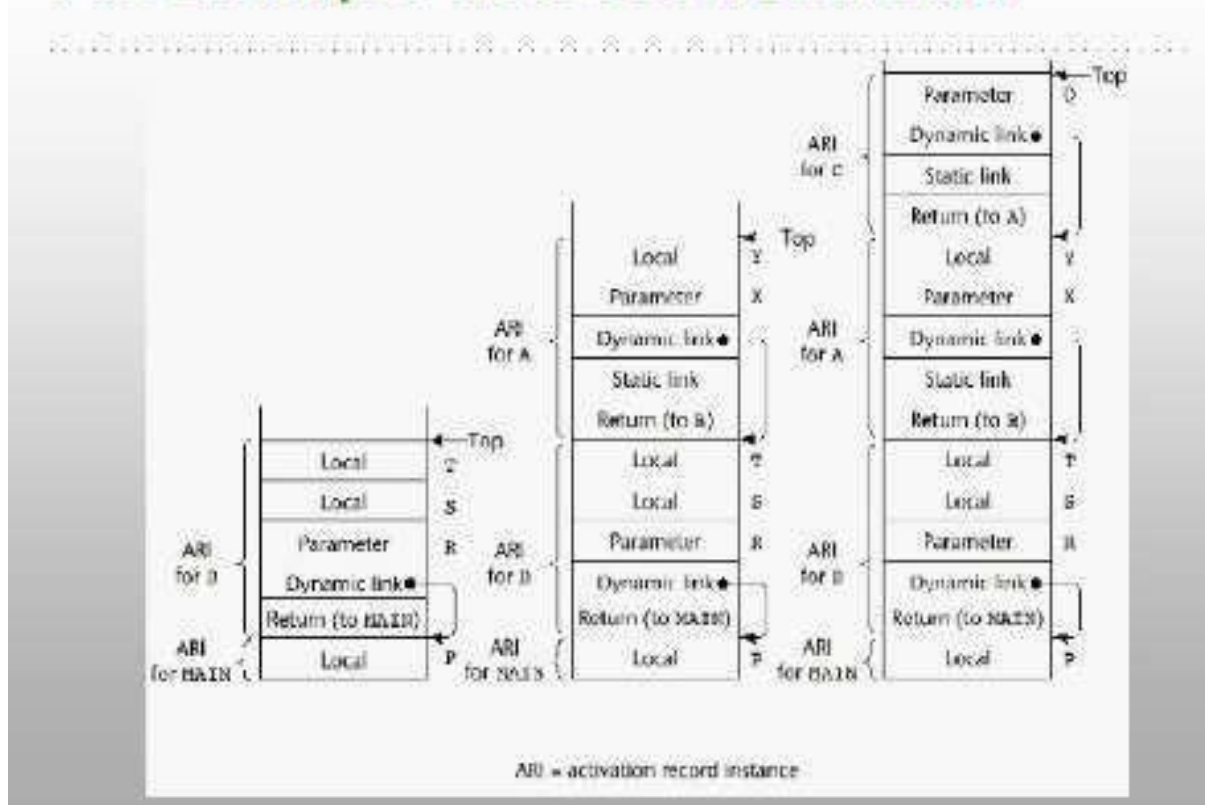 Top
Parameter
Dynamic link
ARI
for C
Static link
Return (to A)
Top
Local Y
Local Y
Parameter X
Parameter X
ARI
for A
Dynamic link
ARI
for A
Dynamic link
Static link
Static link
Return (to B)
Return (to B)
Top
Local
Local T
Local T
Local S
Local S
Local S
Parameter R
Parameter R
Parameter R
ARI
for B
ARI
for B
ARI
for B
Dynamic link
Dynamic link
Dynamic link
Return (to MAIN)
Return (to MAIN)
Return (to MAIN)
ARI
for MAIN
Local P
ARI
for MAIN
Local P
ARI
for MAIN
Local P
ARI = activation record instance